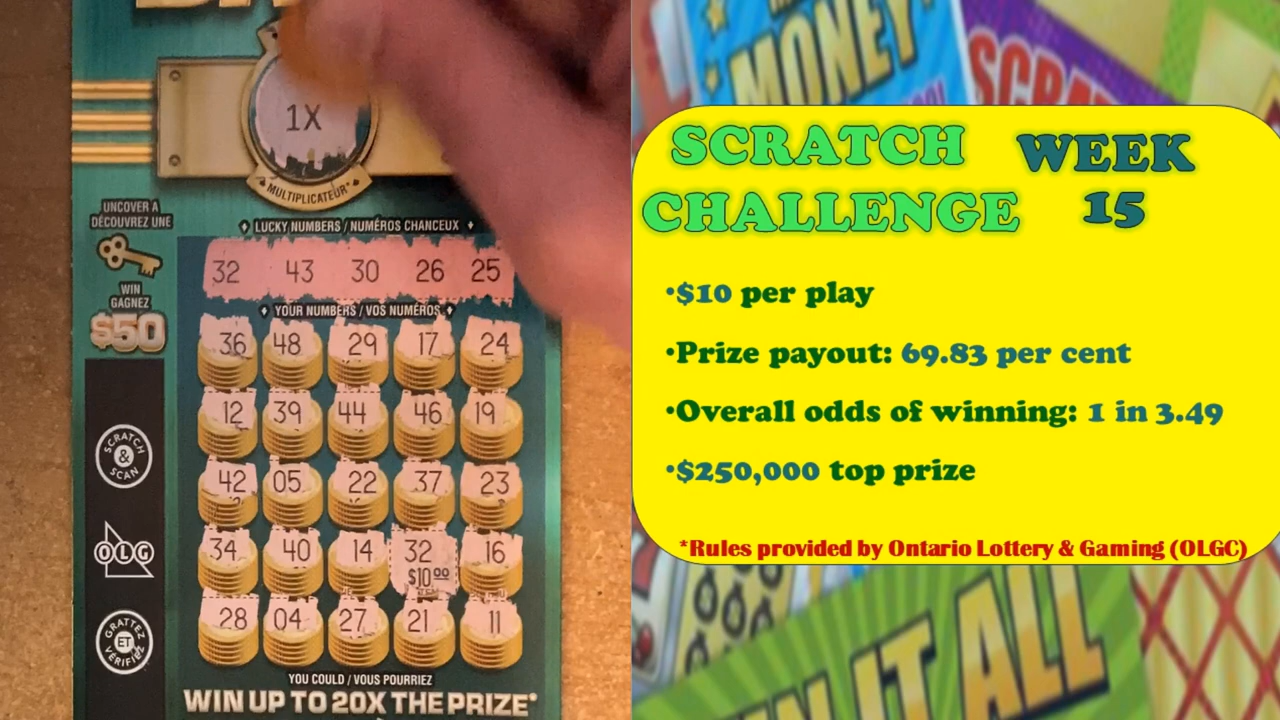 1X
MULTIPLICATEUR*
UNCOVER A
DÉCOUVREZ UNE
WIN
GAGNEZ
$50
LUCKY NUMBERS / NUMÉROS CHANCEUX
32 43 30 26 25
YOUR NUMBERS / VOS NUMÉROS
36 48 29 17 24
12 39 44 46 19
42 05 22 37 23
34 40 14 32 16
$10.00
28 04 27 21 11
SCRATCH & SCAN
OLG
GRATTEZ ET VÉRIFIEZ
YOU COULD / VOUS POURRIEZ
WIN UP TO 20X THE PRIZE*
MONEY
SCRATCH
CHALLENGE
WEEK
15
•$10 per play
•Prize payout: 69.83 per cent
•Overall odds of winning: 1 in 3.49
•$250,000 top prize
*Rules provided by Ontario Lottery & Gaming (OLGC)
IT ALL